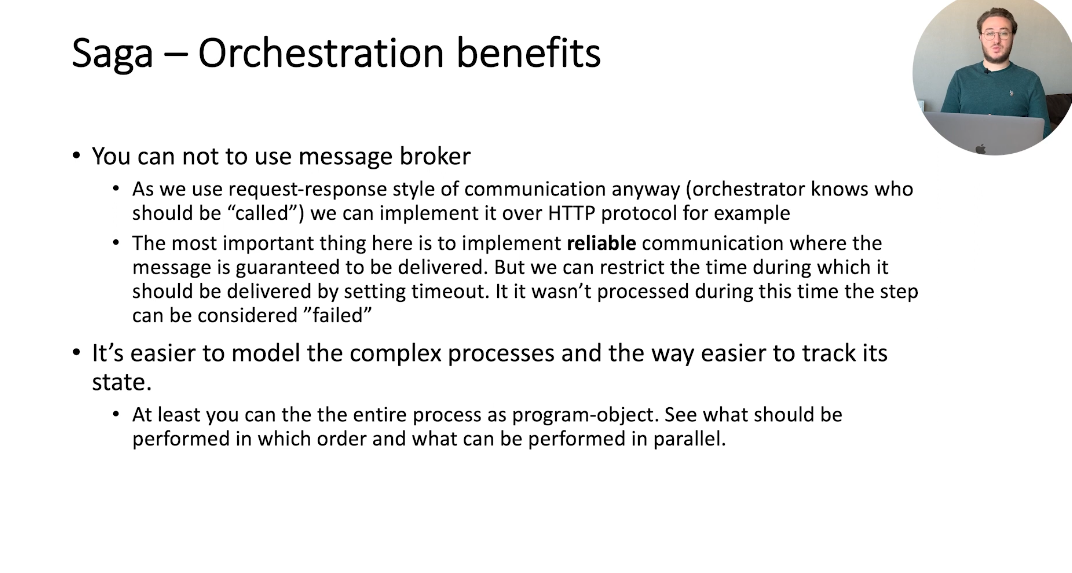 Saga – Orchestration benefits
• You can not to use message broker
• As we use request-response style of communication anyway (orchestrator knows who
should be “called”) we can implement it over HTTP protocol for example
• The most important thing here is to implement reliable communication where the
message is guaranteed to be delivered. But we can restrict the time during which it
should be delivered by setting timeout. It it wasn’t processed during this time the step
can be considered ”failed”
• It’s easier to model the complex processes and the way easier to track its
state.
• At least you can the the entire process as program-object. See what should be
performed in which order and what can be performed in parallel.